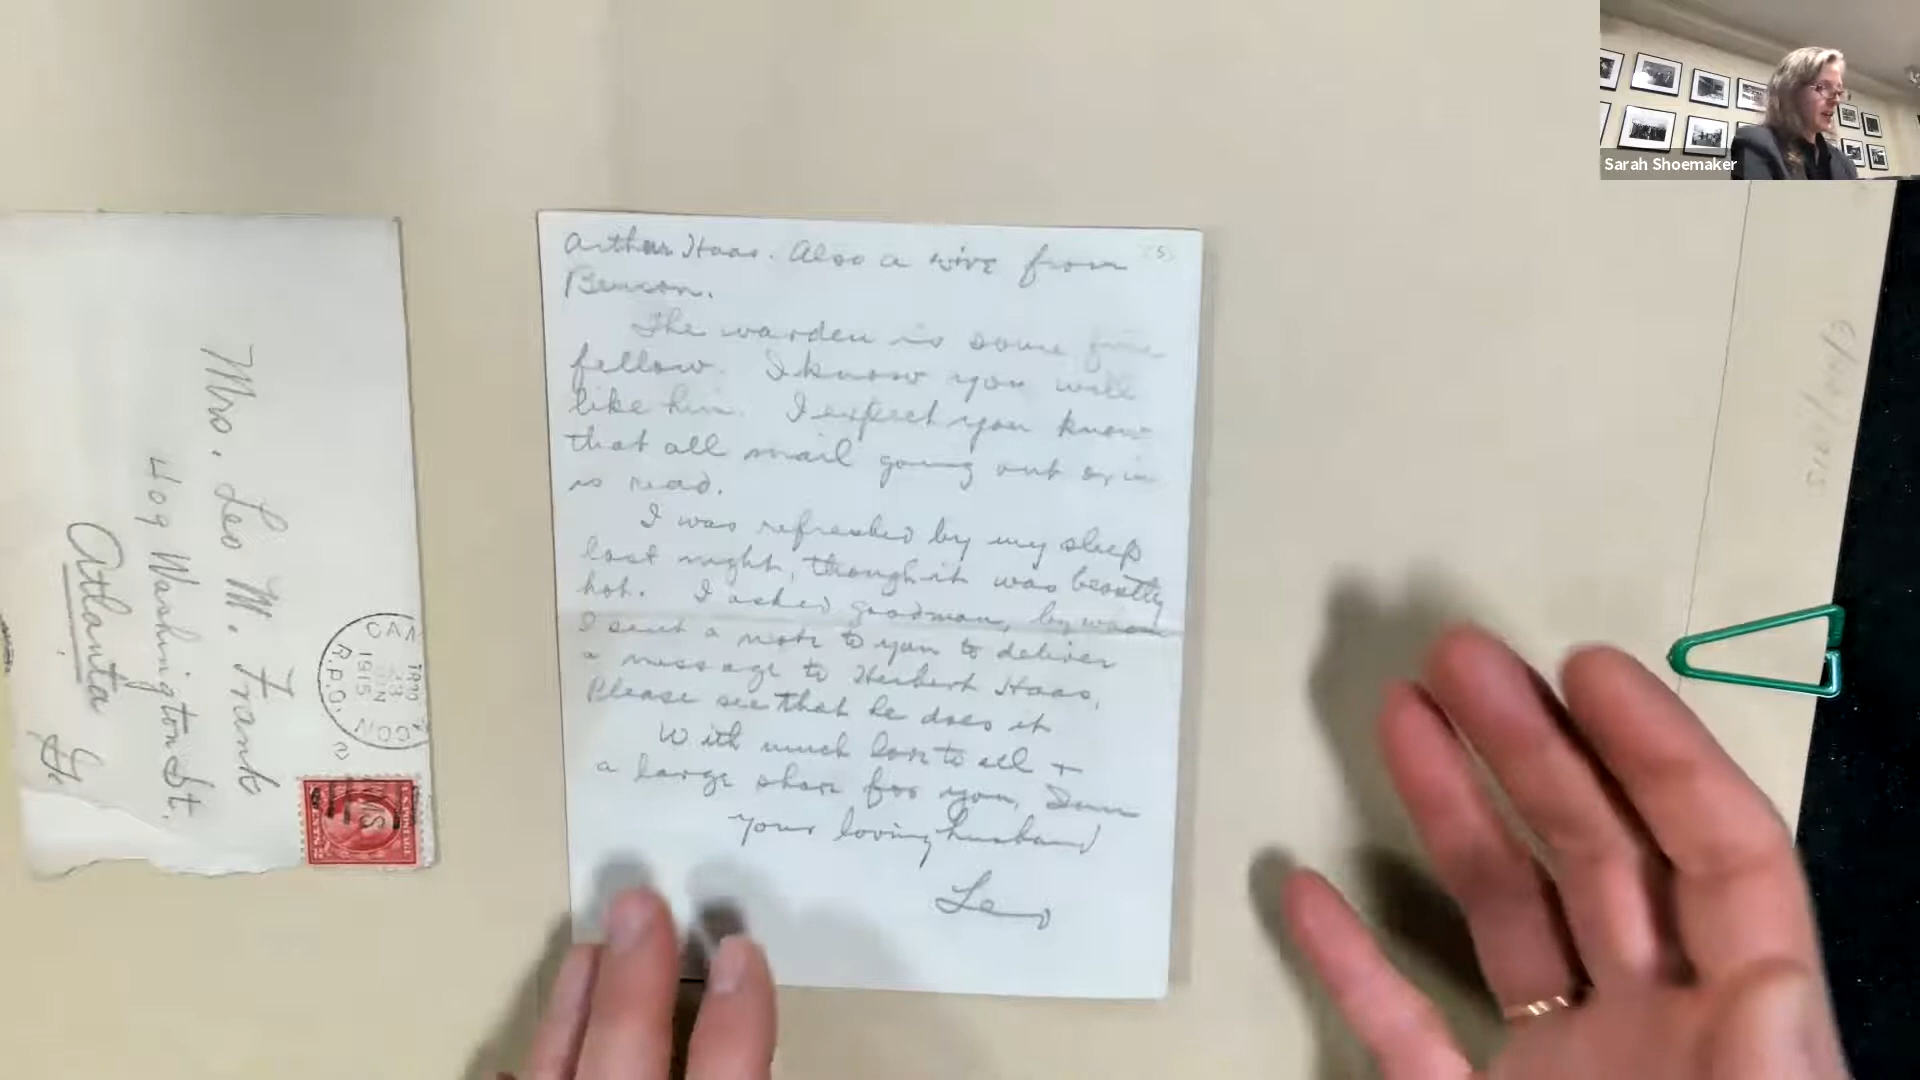 Arthur Haas. Also a wire from
Benson.
The warden is some fine
fellow. I know you will
like him. I expect you know
that all mail going out or in
is read.
I was refreshed by my sleep
last night, though it was beastly
hot. I asked Goodman, by whom
I sent a note to you to deliver
a message to Herbert Haas,
Please see that he does it
With much love to all +
a large share for you, I am
Your loving husband
Leo
Mrs. Leo M. Frank
409 Washington St.
Atlanta
Ga
1915
R.P.O.
Sarah Shoemaker